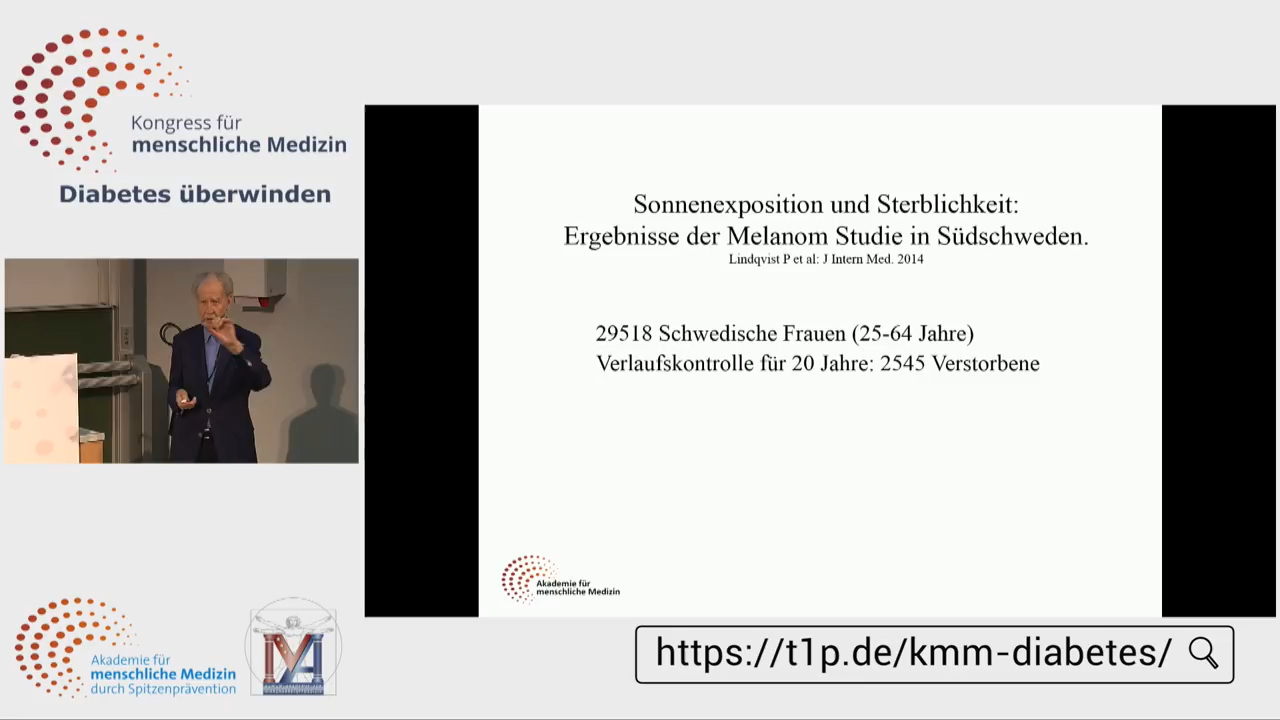 Kongress für
menschliche Medizin
Diabetes überwinden
Sonnenexposition und Sterblichkeit:
Ergebnisse der Melanom Studie in Südschweden.
Lindqvist P et al: J Intern Med. 2014
29518 Schwedische Frauen (25-64 Jahre)
Verlaufskontrolle für 20 Jahre: 2545 Verstorbene
Akademie für
menschliche Medizin
Akademie für
menschliche Medizin
durch Spitzenprävention
https://t1p.de/kmm-diabetes/